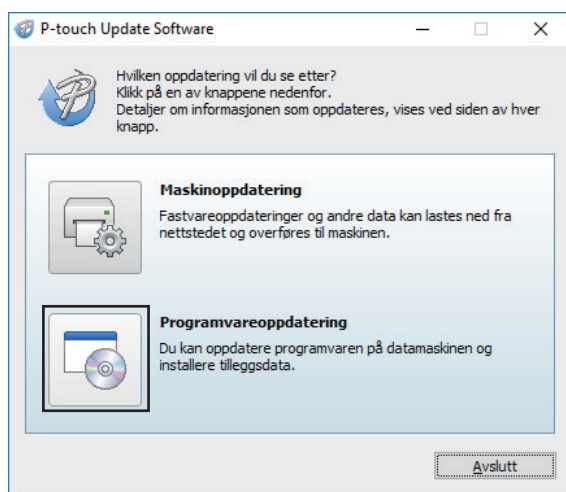 P-touch Update Software
Hvilken oppdatering vil du se etter?
Klikk på en av knappene nedenfor.
Detaljer om informasjonen som oppdateres, vises ved siden av hver
knapp.
Maskinoppdatering
Fastvareoppdateringer og andre data kan lastes ned fra
nettstedet og overføres til maskinen.
Programvareoppdatering
Du kan oppdatere programvaren på datamaskinen og
installere tilleggsdata.
Avslutt